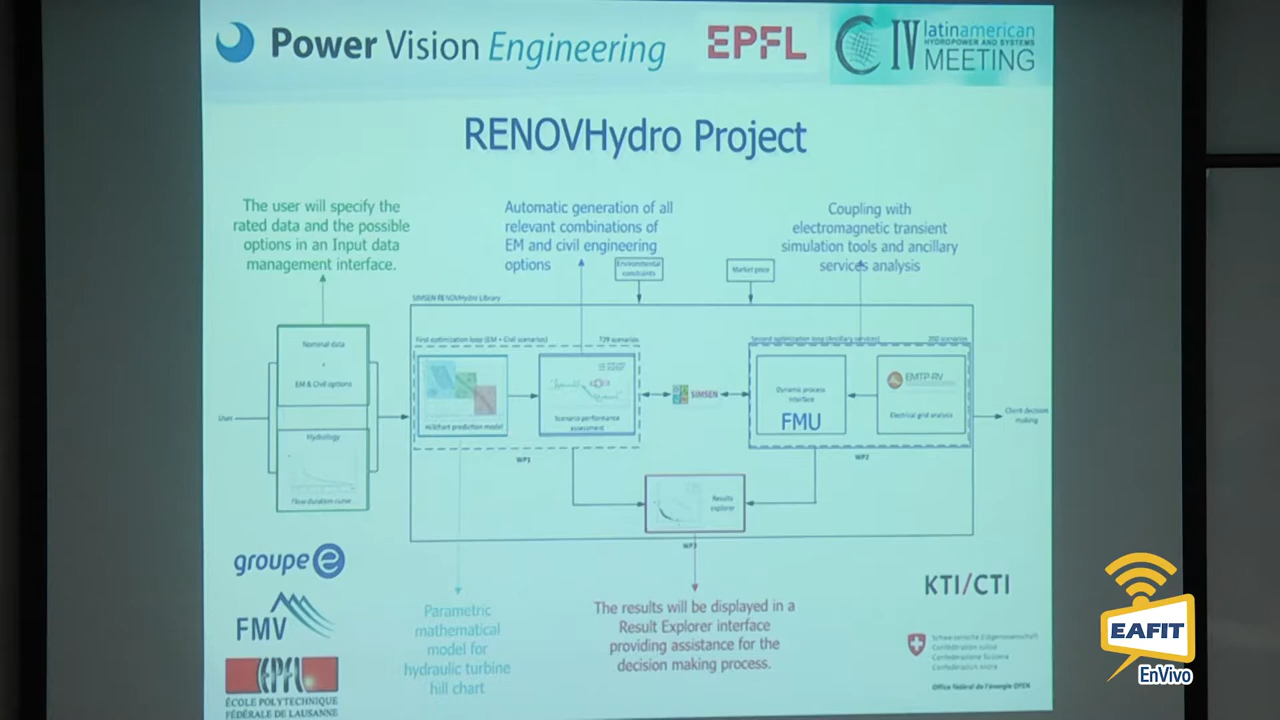 Power Vision Engineering
EPFL
IV latinamerican
HYDROPOWER AND SYSTEMS
MEETING
RENOVHydro Project
The user will specify the
rated data and the possible
options in an Input data
management interface.
Automatic generation of all
relevant combinations of
EM and civil engineering
options
Coupling with
electromagnetic transient
simulation tools and ancillary
services analysis
Environmental
constraints
Market price
SIMSEN RENOVHydro Library
First optimization loop (EM + Civil scenarios)
729 scenarios
Second optimization loop (Ancillary services)
200 scenarios
Nominal data
EM & Civil options
Hydrology
Flow duration curve
User
Hillchart prediction model
Scenario performance
assessment
SIMSEN
Dynamic process
interface
FMU
EMTP-RV
Electrical grid analysis
Client decision
making
WP1
WP2
Results
explorer
WP3
groupe e
FMV
EPFL
ÉCOLE POLYTECHNIQUE
FÉDÉRALE DE LAUSANNE
Parametric
mathematical
model for
hydraulic turbine
hill chart
The results will be displayed in a
Result Explorer interface
providing assistance for the
decision making process.
KTI/CTI
Schweizerische Eidgenossenschaft
Confédération suisse
Confederazione Svizzera
Confederaziun svizra
Office fédéral de l'énergie OFEN
EAFIT
EnVivo